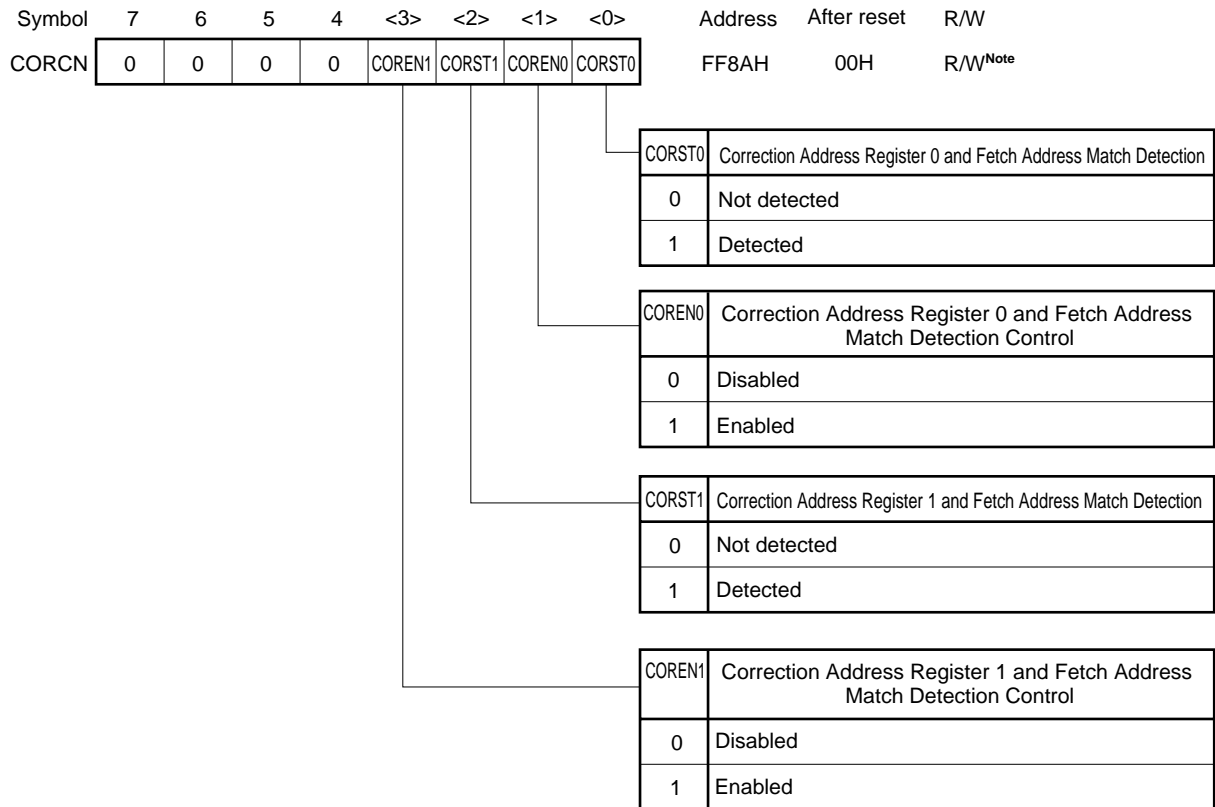 Symbol 7 6 5 4 <3> <2> <1> <0> Address After reset R/W
CORCN 0 0 0 0 COREN1 CORST1 COREN0 CORST0 FF8AH 00H R/WNote
CORST0 Correction Address Register 0 and Fetch Address Match Detection
0 Not detected
1 Detected
COREN0 Correction Address Register 0 and Fetch Address
Match Detection Control
0 Disabled
1 Enabled
CORST1 Correction Address Register 1 and Fetch Address Match Detection
0 Not detected
1 Detected
COREN1 Correction Address Register 1 and Fetch Address
Match Detection Control
0 Disabled
1 Enabled